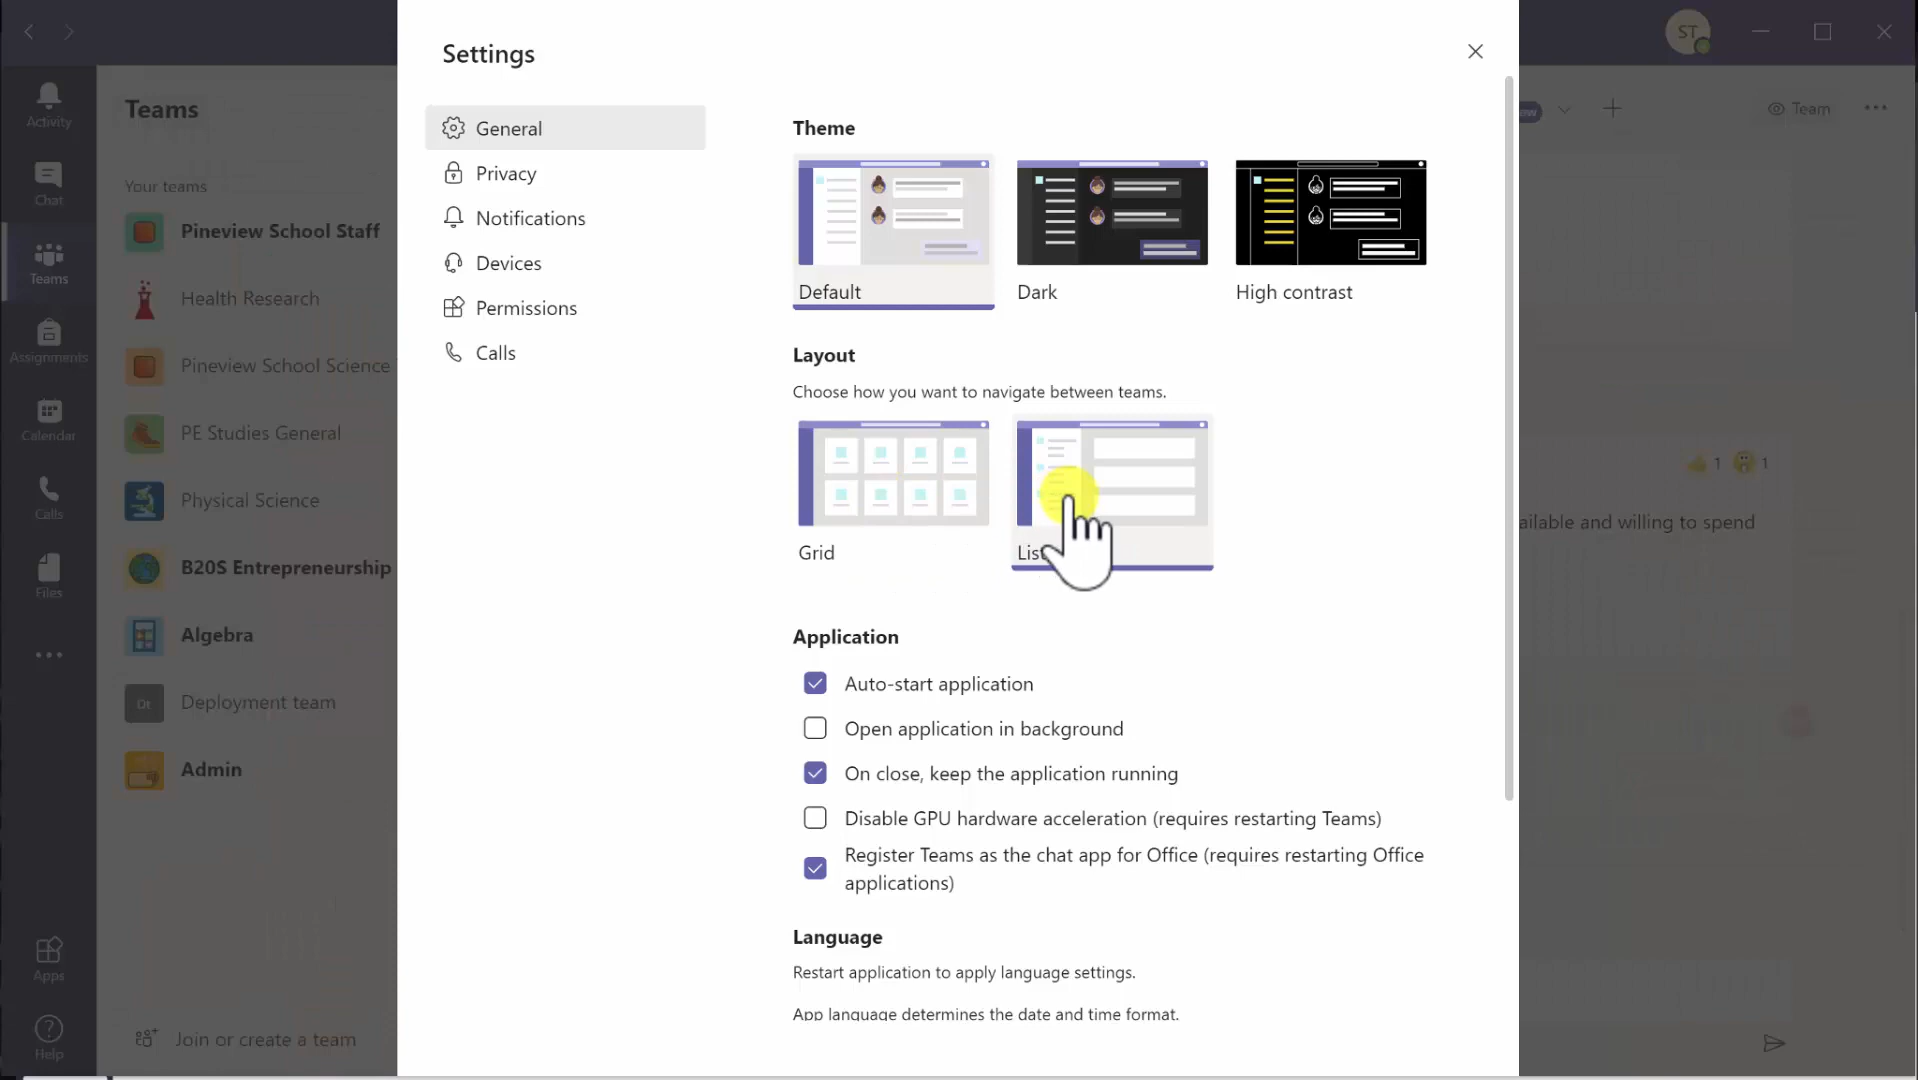 Settings
ST
Activity
Chat
Teams
Assignments
Calendar
Calls
Files
Apps
Help
Teams
Your teams
Pineview School Staff
Health Research
Pineview School Science
PE Studies General
Physical Science
B20S Entrepreneurship
Algebra
Dt
Deployment team
Admin
Join or create a team
General
Privacy
Notifications
Devices
Permissions
Calls
Theme
Default
Dark
High contrast
Layout
Choose how you want to navigate between teams.
Grid
List
Application
Auto-start application
Open application in background
On close, keep the application running
Disable GPU hardware acceleration (requires restarting Teams)
Register Teams as the chat app for Office (requires restarting Office
applications)
Language
Restart application to apply language settings.
App language determines the date and time format.
Team
1
1
ailable and willing to spend